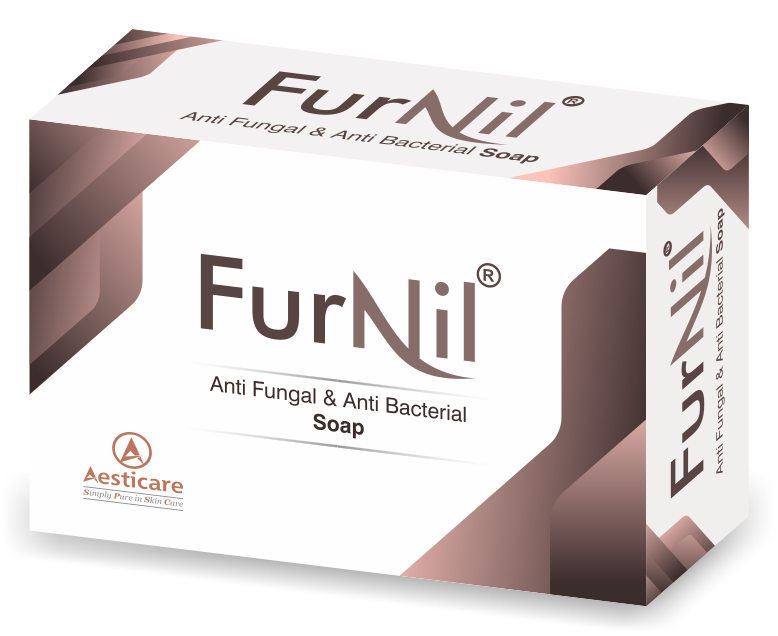 FurNil®
Anti Fungal & Anti Bacterial Soap
FurNil®
Anti Fungal & Anti Bacterial
Soap
Aesticare
Simply Pure in Skin Care
FurNil®
Anti Fungal & Anti Bacterial Soap